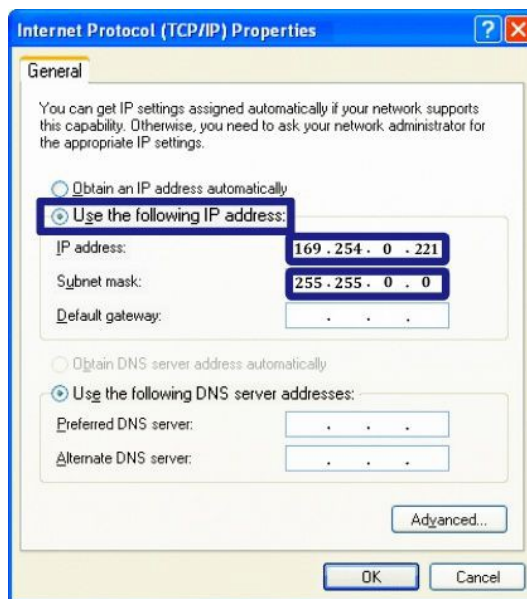 Internet Protocol (TCP/IP) Properties
General
You can get IP settings assigned automatically if your network supports
this capability. Otherwise, you need to ask your network administrator for
the appropriate IP settings.
Obtain an IP address automatically
Use the following IP address:
IP address: 169 . 254 . 0 . 221
Subnet mask: 255 . 255 . 0 . 0
Default gateway: . . .
Obtain DNS server address automatically
Use the following DNS server addresses:
Preferred DNS server: . . .
Alternate DNS server: . . .
Advanced...
OK Cancel